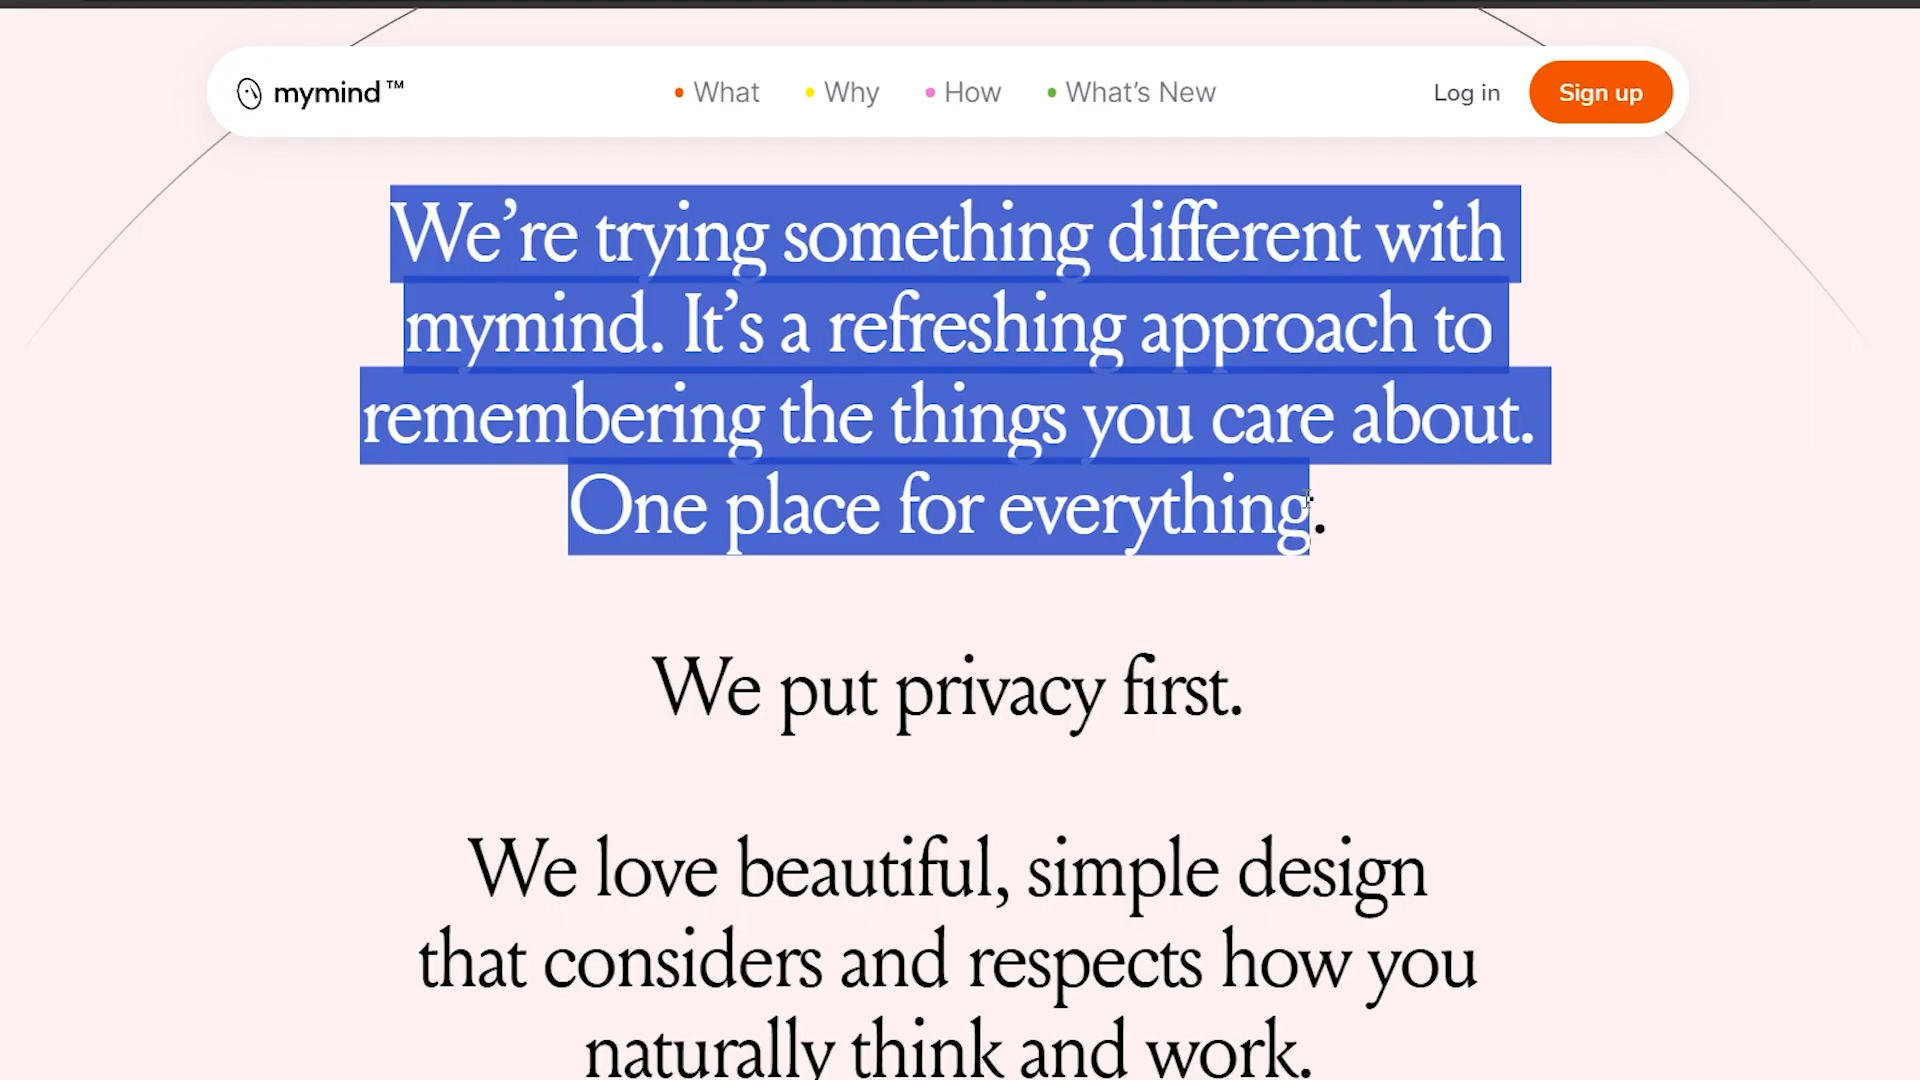 mymind ™
What
Why
How
What’s New
Log in
Sign up
We’re trying something different with
mymind. It’s a refreshing approach to
remembering the things you care about.
One place for everything.
We put privacy first.
We love beautiful, simple design
that considers and respects how you
naturally think and work.